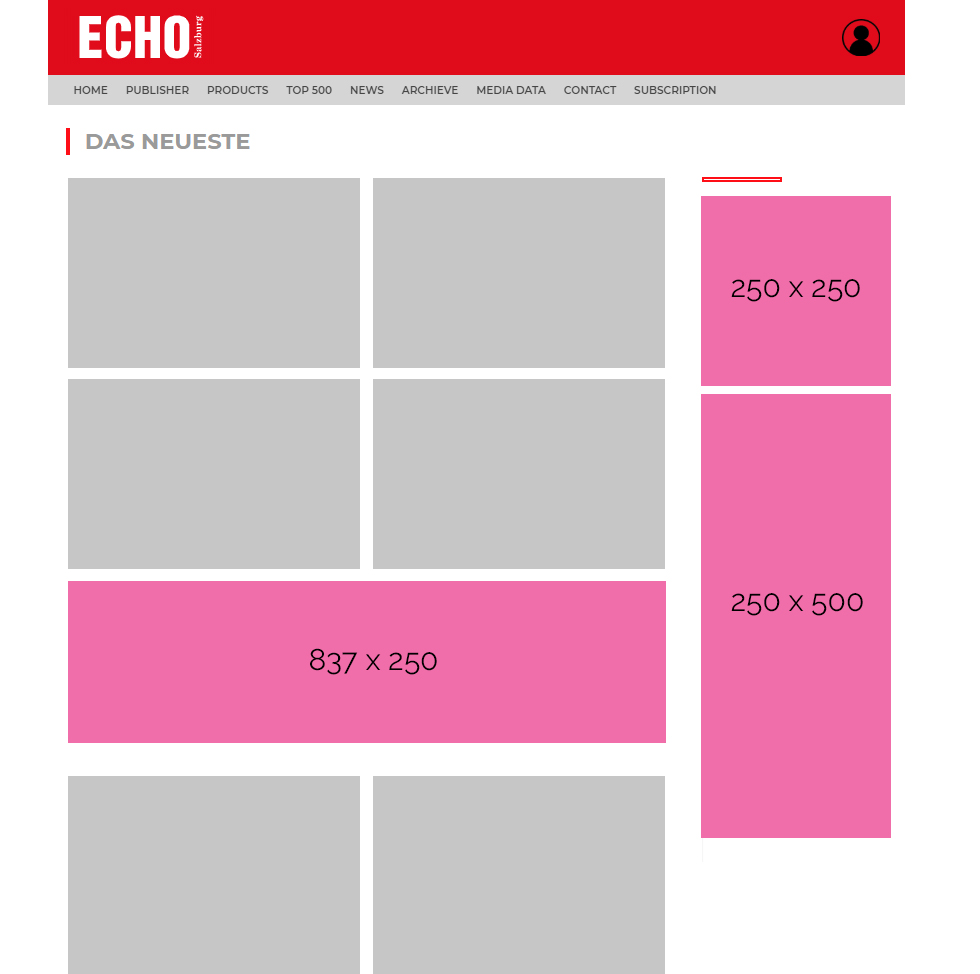 ECHO
Salzburg
HOME PUBLISHER PRODUCTS TOP 500 NEWS ARCHIEVE MEDIA DATA CONTACT SUBSCRIPTION
DAS NEUESTE
250 x 250
250 x 500
837 x 250